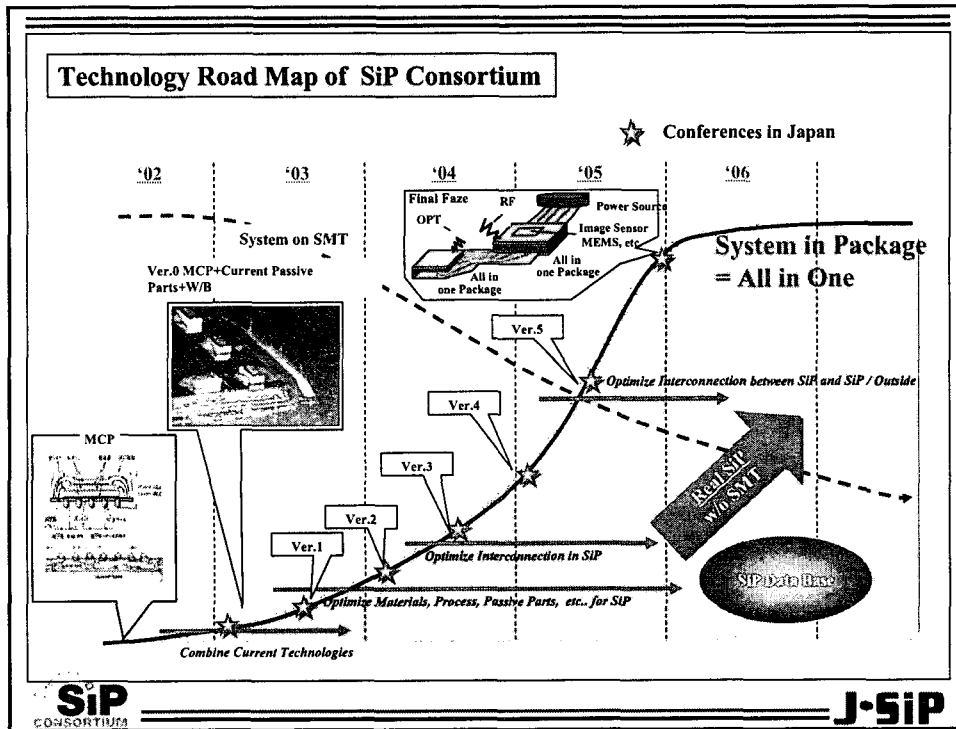 Technology Road Map of SiP Consortium
Conferences in Japan
'02
'03
'04
'05
'06
System on SMT
Final Faze
RF
OPT
Power Source
Image Sensor
MEMS, etc
All in
one Package
All in
one Package
System in Package
= All in One
Ver.0 MCP+Current Passive
Parts+W/B
Ver.5
Optimize Interconnection between SiP and SiP / Outside
Ver.4
MCP
Ver.3
Real SiP
w/o SMT
Ver.2
Ver.1
Optimize Interconnection in SiP
SiP Data Base
Optimize Materials, Process, Passive Parts, etc.. for SiP
Combine Current Technologies
SiP
CONSORTIUM
J•SiP